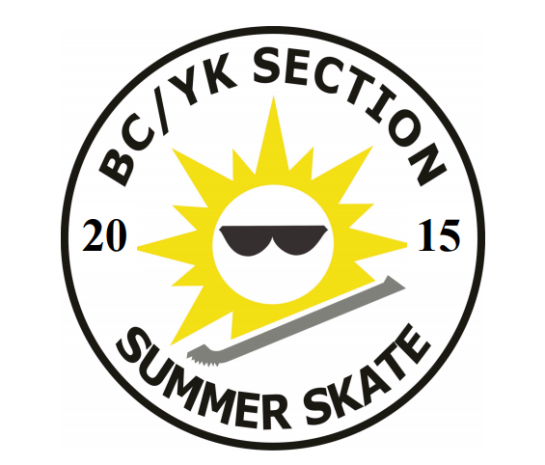 BC/YK SECTION
20 15
SUMMER SKATE